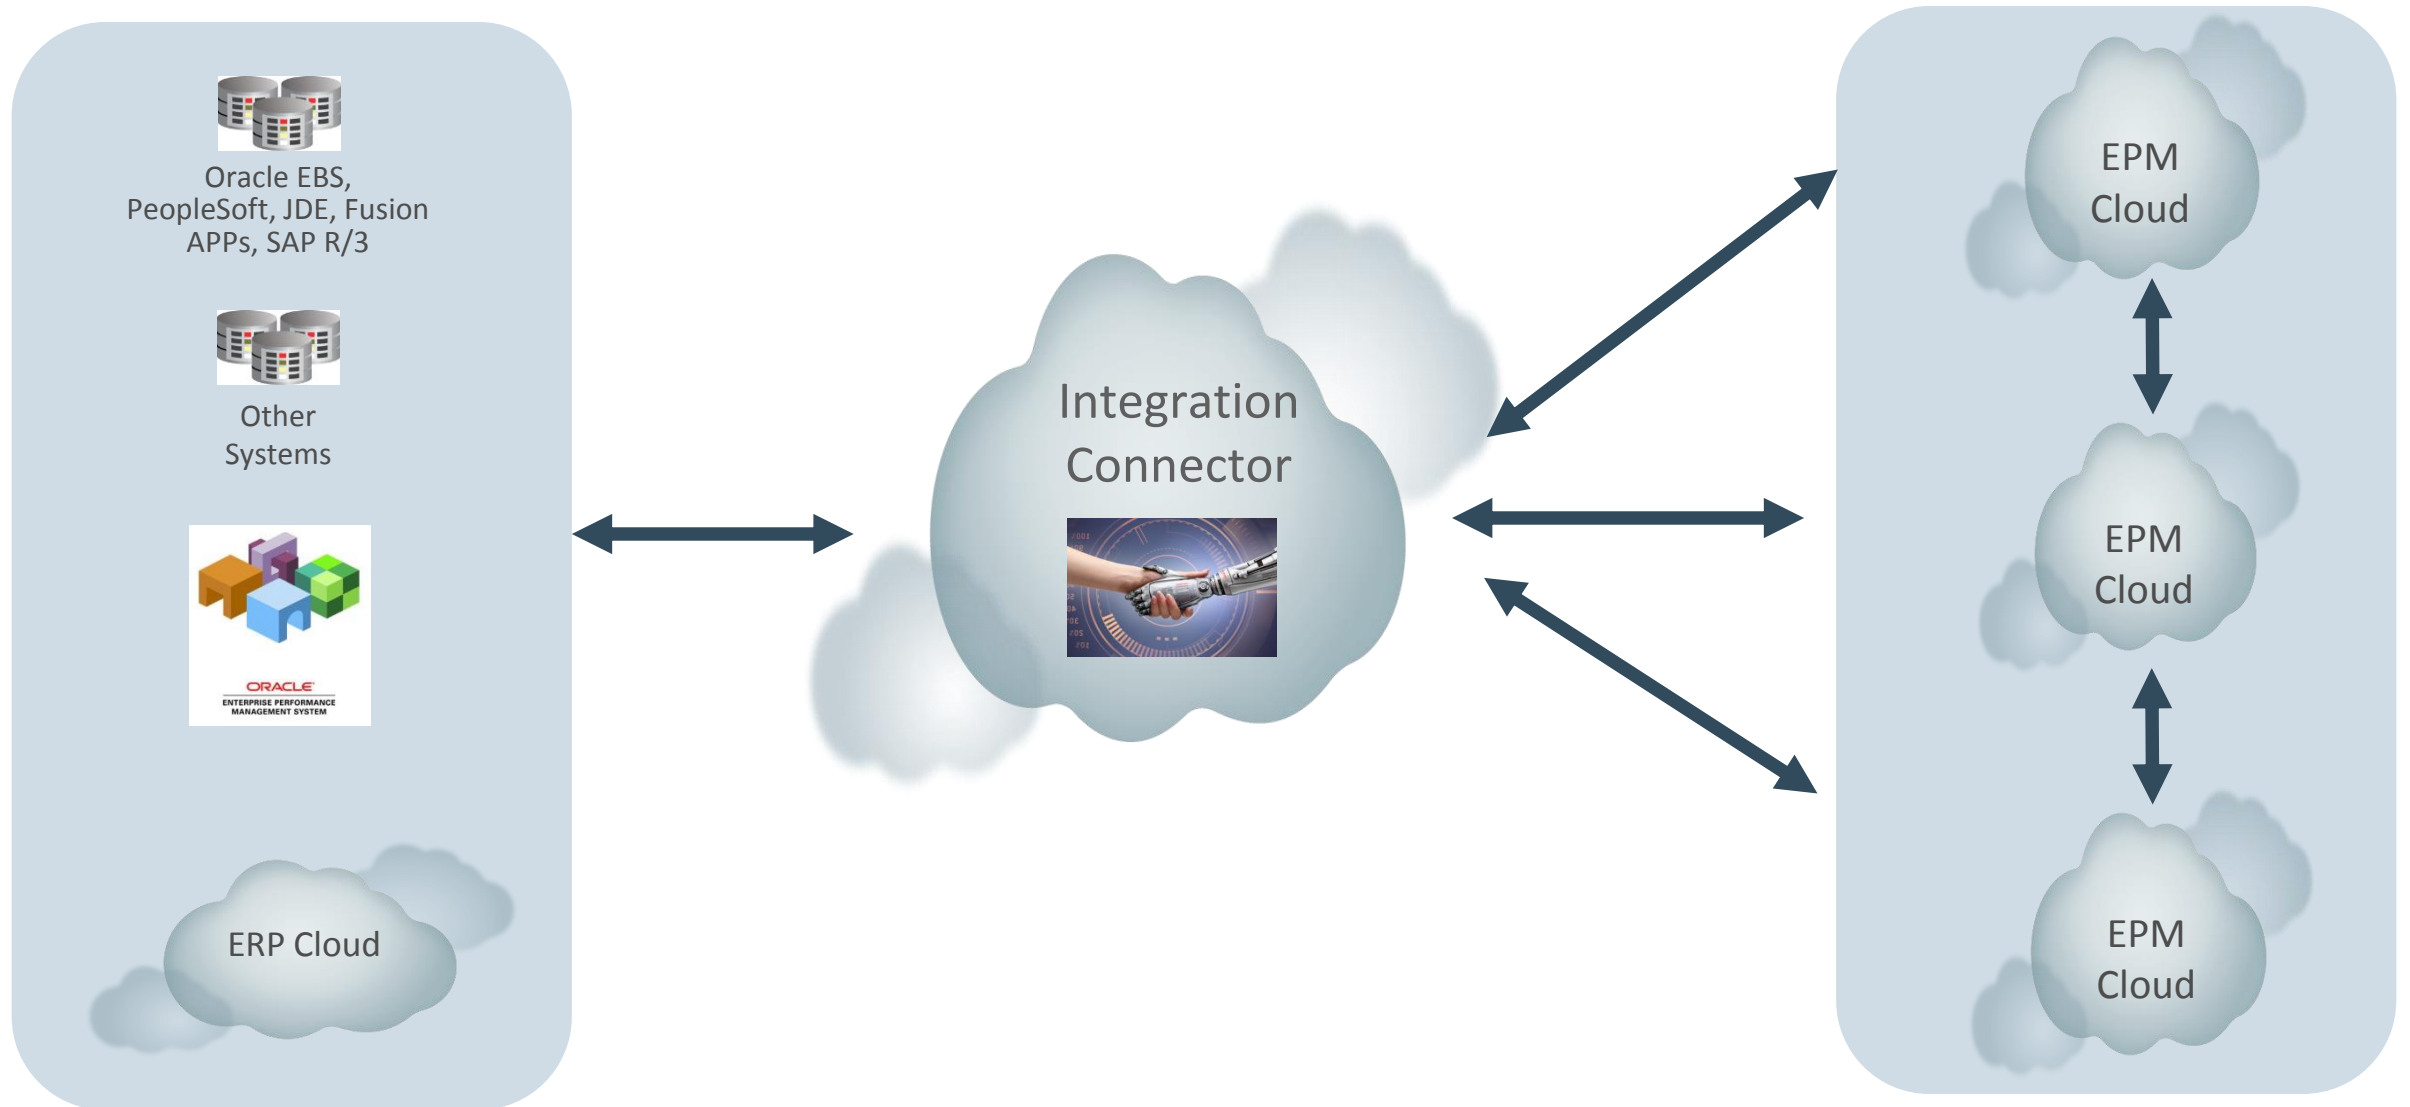 Oracle EBS,
PeopleSoft, JDE, Fusion
APPs, SAP R/3
Other
Systems
ORACLE
ENTERPRISE PERFORMANCE
MANAGEMENT SYSTEM
ERP Cloud
Integration
Connector
EPM
Cloud
EPM
Cloud
EPM
Cloud